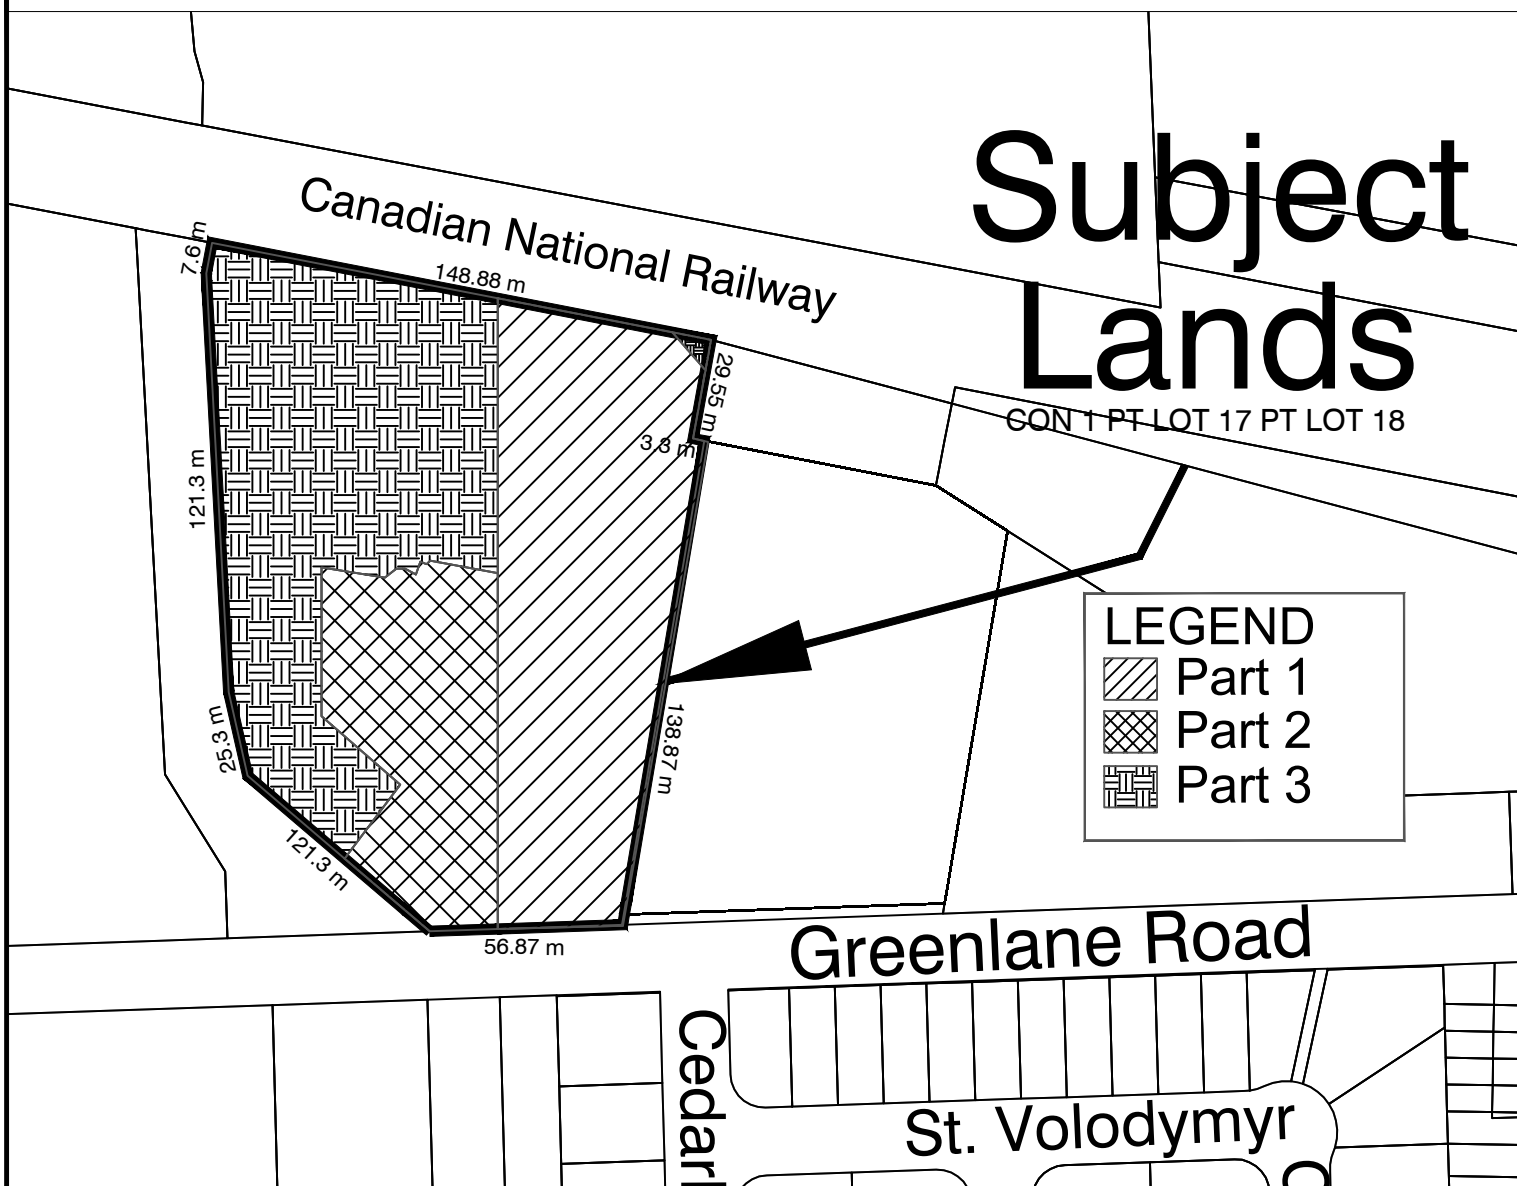 Subject
Lands
CON 1 PT LOT 17 PT LOT 18
Canadian National Railway
7.6 m
148.88 m
29.55 m
3.3 m
121.3 m
25.3 m
121.3 m
138.87 m
56.87 m
LEGEND
Part 1
Part 2
Part 3
Greenlane Road
Cedarl
St. Volodymyr